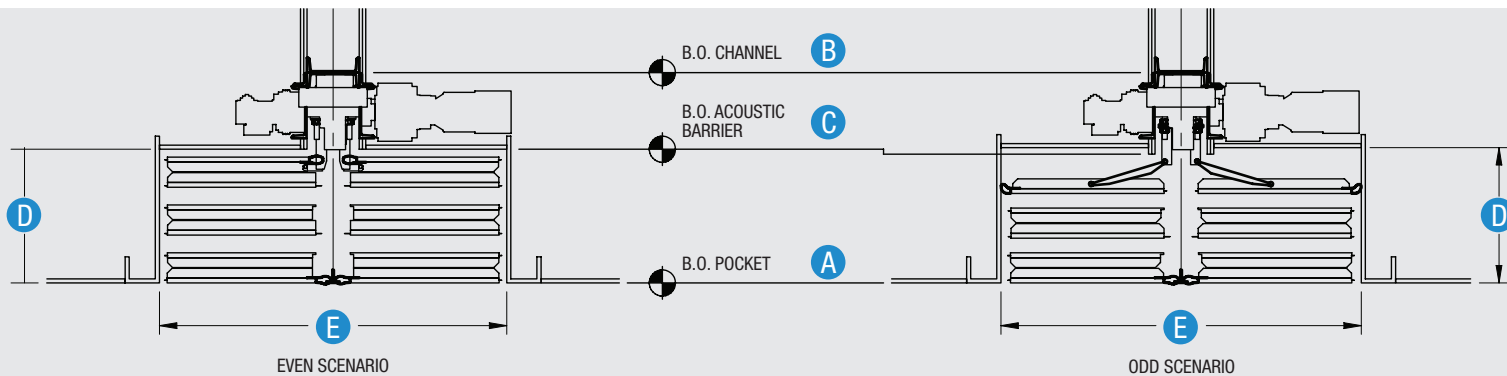 B.O. CHANNEL B
B.O. ACOUSTIC
BARRIER C
D
D
B.O. POCKET A
E
E
EVEN SCENARIO
ODD SCENARIO